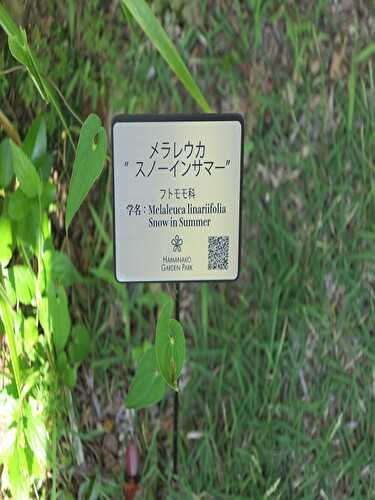 メラレウカ
"スノーインサマー"
フトモモ科
学名：Melaleuca linariifolia
Snow in Summer
HAMANAKO
GARDEN PARK